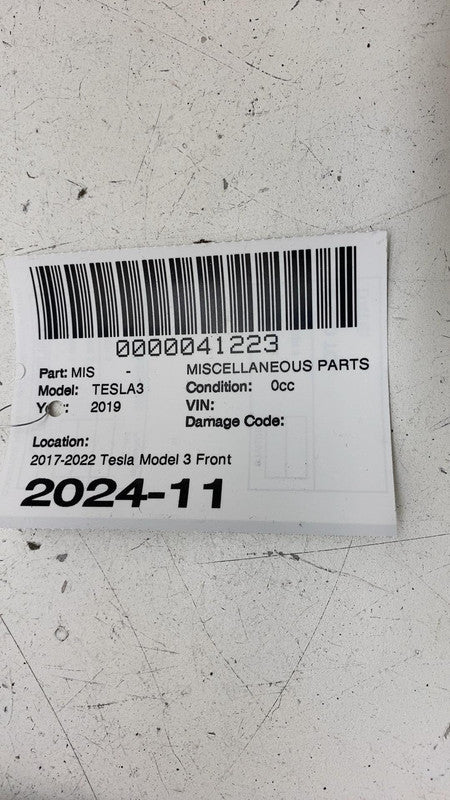 0000041223
Part: MIS - MISCELLANEOUS PARTS
Model: TESLA3 Condition: 0cc
2019 VIN:
Damage Code:
Location:
2017-2022 Tesla Model 3 Front
2024-11